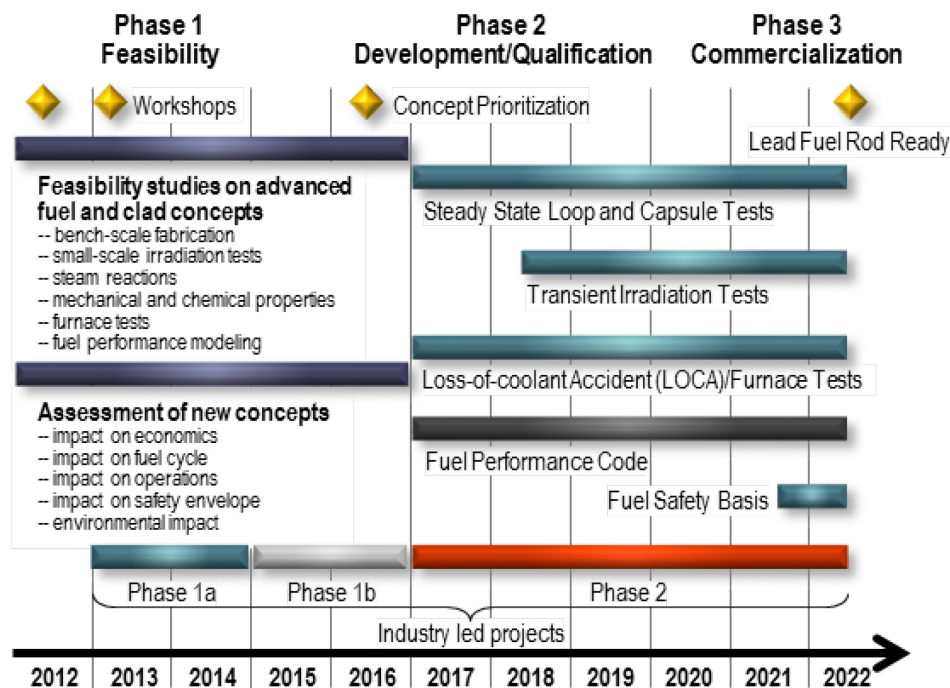 Phase 1
Feasibility
Phase 2
Development/Qualification
Phase 3
Commercialization
Workshops
Concept Prioritization
Lead Fuel Rod Ready
Feasibility studies on advanced
fuel and clad concepts
-- bench-scale fabrication
-- small-scale irradiation tests
-- steam reactions
-- mechanical and chemical properties
-- furnace tests
-- fuel performance modeling
Steady State Loop and Capsule Tests
Transient Irradiation Tests
Loss-of-coolant Accident (LOCA)/Furnace Tests
Assessment of new concepts
-- impact on economics
-- impact on fuel cycle
-- impact on operations
-- impact on safety envelope
-- environmental impact
Fuel Performance Code
Fuel Safety Basis
Phase 1a
Phase 1b
Phase 2
Industry led projects
2012 2013 2014 2015 2016 2017 2018 2019 2020 2021 2022